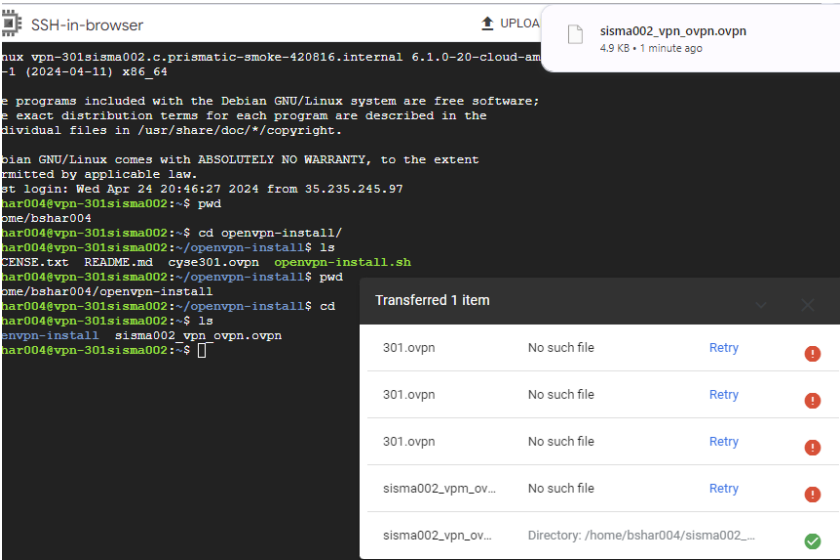 SSH-in-browser
UPLOA
sisma002_vpn_ovpn.ovpn
4.9 KB • 1 minute ago
nux vpn-301sisma002.c.prismatic-smoke-420816.internal 6.1.0-20-cloud-am
-1 (2024-04-11) x86_64
e programs included with the Debian GNU/Linux system are free software;
e exact distribution terms for each program are described in the
dividual files in /usr/share/doc/*/copyright.
bian GNU/Linux comes with ABSOLUTELY NO WARRANTY, to the extent
rmitted by applicable law.
st login: Wed Apr 24 20:46:27 2024 from 35.235.245.97
har004@vpn-301sisma002:~$ pwd
ome/bshar004
har004@vpn-301sisma002:~$ cd openvpn-install/
har004@vpn-301sisma002:~/openvpn-install$ ls
CENSE.txt README.md cyse301.ovpn openvpn-install.sh
har004@vpn-301sisma002:~/openvpn-install$ pwd
ome/bshar004/openvpn-install
har004@vpn-301sisma002:~/openvpn-install$ cd
har004@vpn-301sisma002:~$ ls
envpn-install sisma002_vpn_ovpn.ovpn
har004@vpn-301sisma002:~$
Transferred 1 item
301.ovpn No such file Retry
301.ovpn No such file Retry
301.ovpn No such file Retry
sisma002_vpm_ov... No such file Retry
sisma002_vpn_ov... Directory: /home/bshar004/sisma002_...